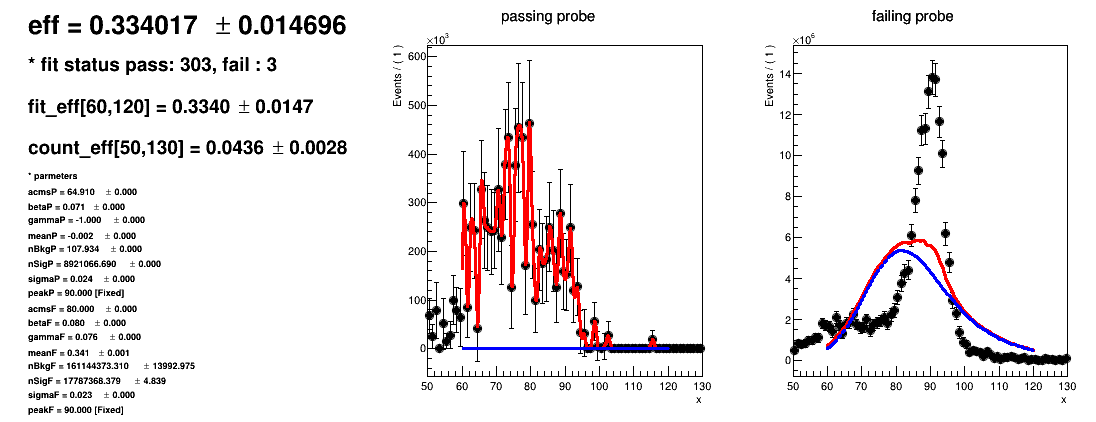 eff = 0.334017 ± 0.014696
* fit status pass: 303, fail : 3
fit_eff[60,120] = 0.3340 ± 0.0147
count_eff[50,130] = 0.0436 ± 0.0028
* parmeters
acmsP = 64.910 ± 0.000
betaP = 0.071 ± 0.000
gammaP = -1.000 ± 0.000
meanP = -0.002 ± 0.000
nBkgP = 107.934 ± 0.000
nSigP = 8921066.690 ± 0.000
sigmaP = 0.024 ± 0.000
peakP = 90.000 [Fixed]
acmsF = 80.000 ± 0.000
betaF = 0.080 ± 0.000
gammaF = 0.076 ± 0.000
meanF = 0.341 ± 0.001
nBkgF = 161144373.310 ± 13992.975
nSigF = 17787368.379 ± 4.839
sigmaF = 0.023 ± 0.000
peakF = 90.000 [Fixed]
passing probe
×10³
Events / ( 1 )
600
500
400
300
200
100
0
50 60 70 80 90 100 110 120 130
x
failing probe
×10⁶
Events / ( 1 )
14
12
10
8
6
4
2
0
50 60 70 80 90 100 110 120 130
x